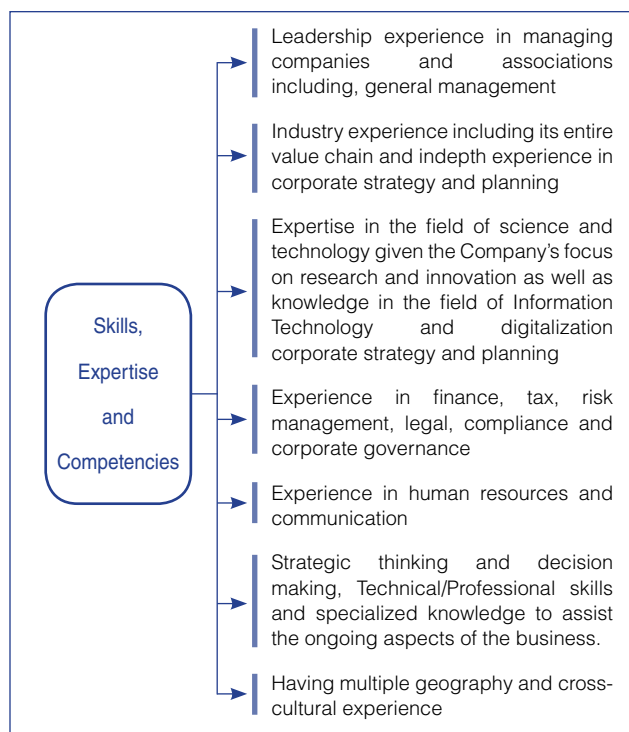 Leadership experience in managing
companies and associations
including, general management
Industry experience including its entire
value chain and indepth experience in
corporate strategy and planning
Expertise in the field of science and
technology given the Company's focus
on research and innovation as well as
knowledge in the field of Information
Technology and digitalization
corporate strategy and planning
Skills,
Expertise
and
Competencies
Experience in finance, tax, risk
management, legal, compliance and
corporate governance
Experience in human resources and
communication
Strategic thinking and decision
making, Technical/Professional skills
and specialized knowledge to assist
the ongoing aspects of the business.
Having multiple geography and cross-
cultural experience